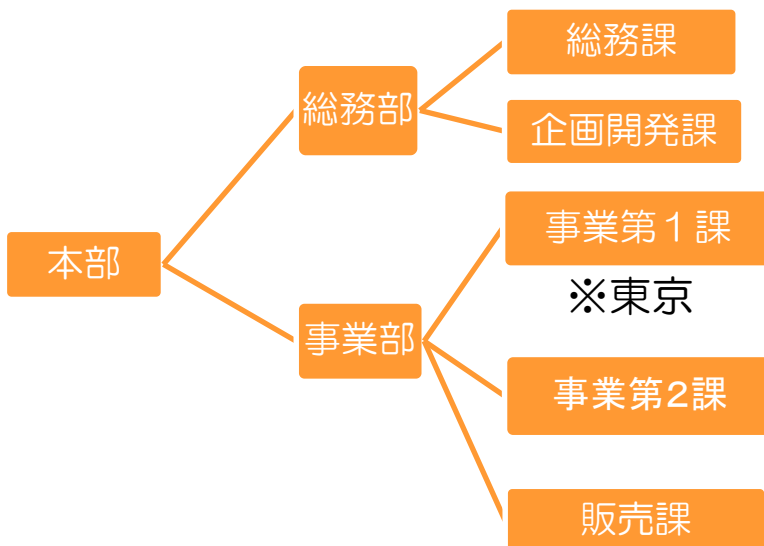 本部
総務部
総務課
企画開発課
事業部
事業第１課
※東京
事業第2課
販売課